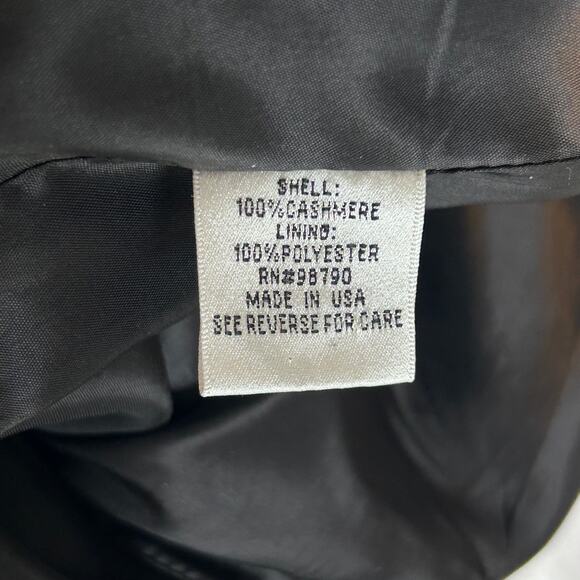 SHELL:
100%CASHMERE
LINING:
100%POLYESTER
RN#98790
MADE IN USA
SEE REVERSE FOR CARE